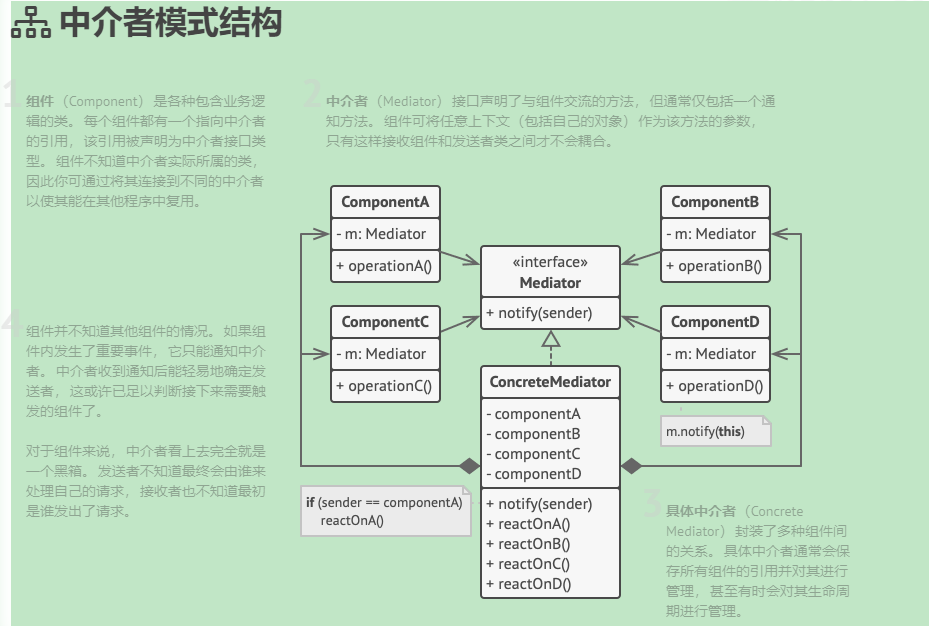 中介者模式结构
1
组件 （Component） 是各种包含业务逻
辑的类。 每个组件都有一个指向中介者
的引用， 该引用被声明为中介者接口类
型。 组件不知道中介者实际所属的类，
因此你可通过将其连接到不同的中介者
以使其能在其他程序中复用。
2
中介者 （Mediator） 接口声明了与组件交流的方法， 但通常仅包括一个通
知方法。 组件可将任意上下文（包括自己的对象）作为该方法的参数，
只有这样接收组件和发送者类之间才不会耦合。
ComponentA
- m: Mediator
+ operationA()
ComponentB
- m: Mediator
+ operationB()
«interface»
Mediator
+ notify(sender)
ComponentC
- m: Mediator
+ operationC()
ComponentD
- m: Mediator
+ operationD()
m.notify(this)
4
组件并不知道其他组件的情况。 如果组
件内发生了重要事件， 它只能通知中介
者。 中介者收到通知后能轻易地确定发
送者， 这或许已足以判断接下来需要触
发的组件了。
对于组件来说， 中介者看上去完全就是
一个黑箱。 发送者不知道最终会由谁来
处理自己的请求， 接收者也不知道最初
是谁发出了请求。
ConcreteMediator
- componentA
- componentB
- componentC
- componentD
+ notify(sender)
+ reactOnA()
+ reactOnB()
+ reactOnC()
+ reactOnD()
if (sender == componentA)
reactOnA()
3
具体中介者 （Concrete
Mediator） 封装了多种组件间
的关系。 具体中介者通常会保
存所有组件的引用并对其进行
管理， 甚至有时会对其生命周
期进行管理。